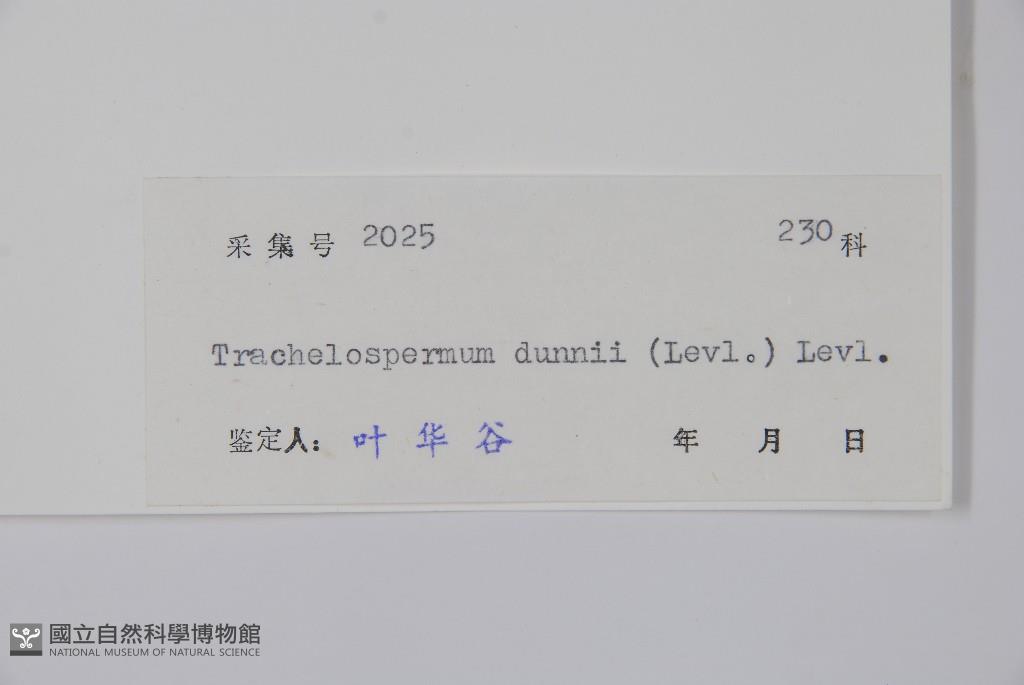 采集号 2025 230科
Trachelospermum dunnii (Levl.) Levl.
鉴定人: 叶华谷 年 月 日
國立自然科學博物館
NATIONAL MUSEUM OF NATURAL SCIENCE